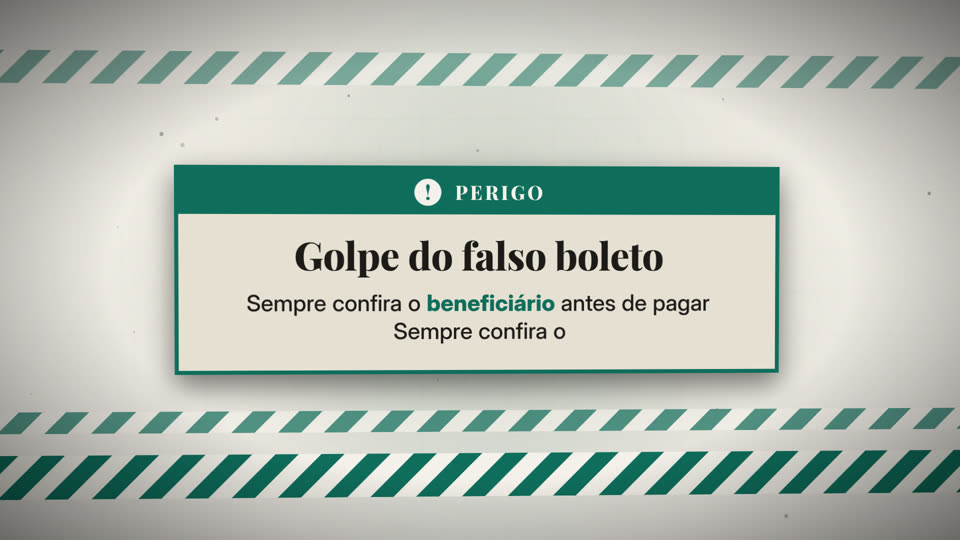 ! PERIGO
Golpe do falso boleto
Sempre confira o beneficiário antes de pagar
Sempre confira o